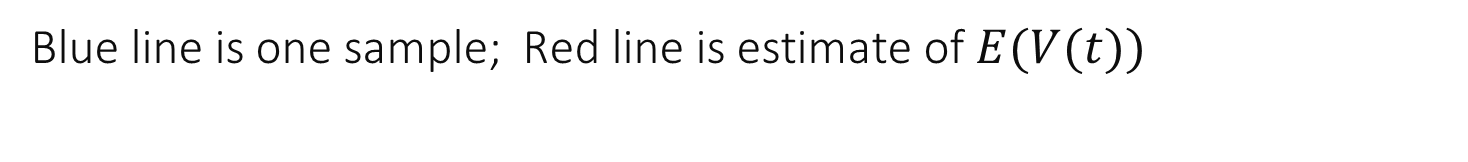 Blue line is one sample; Red line is estimate of E(V(t))